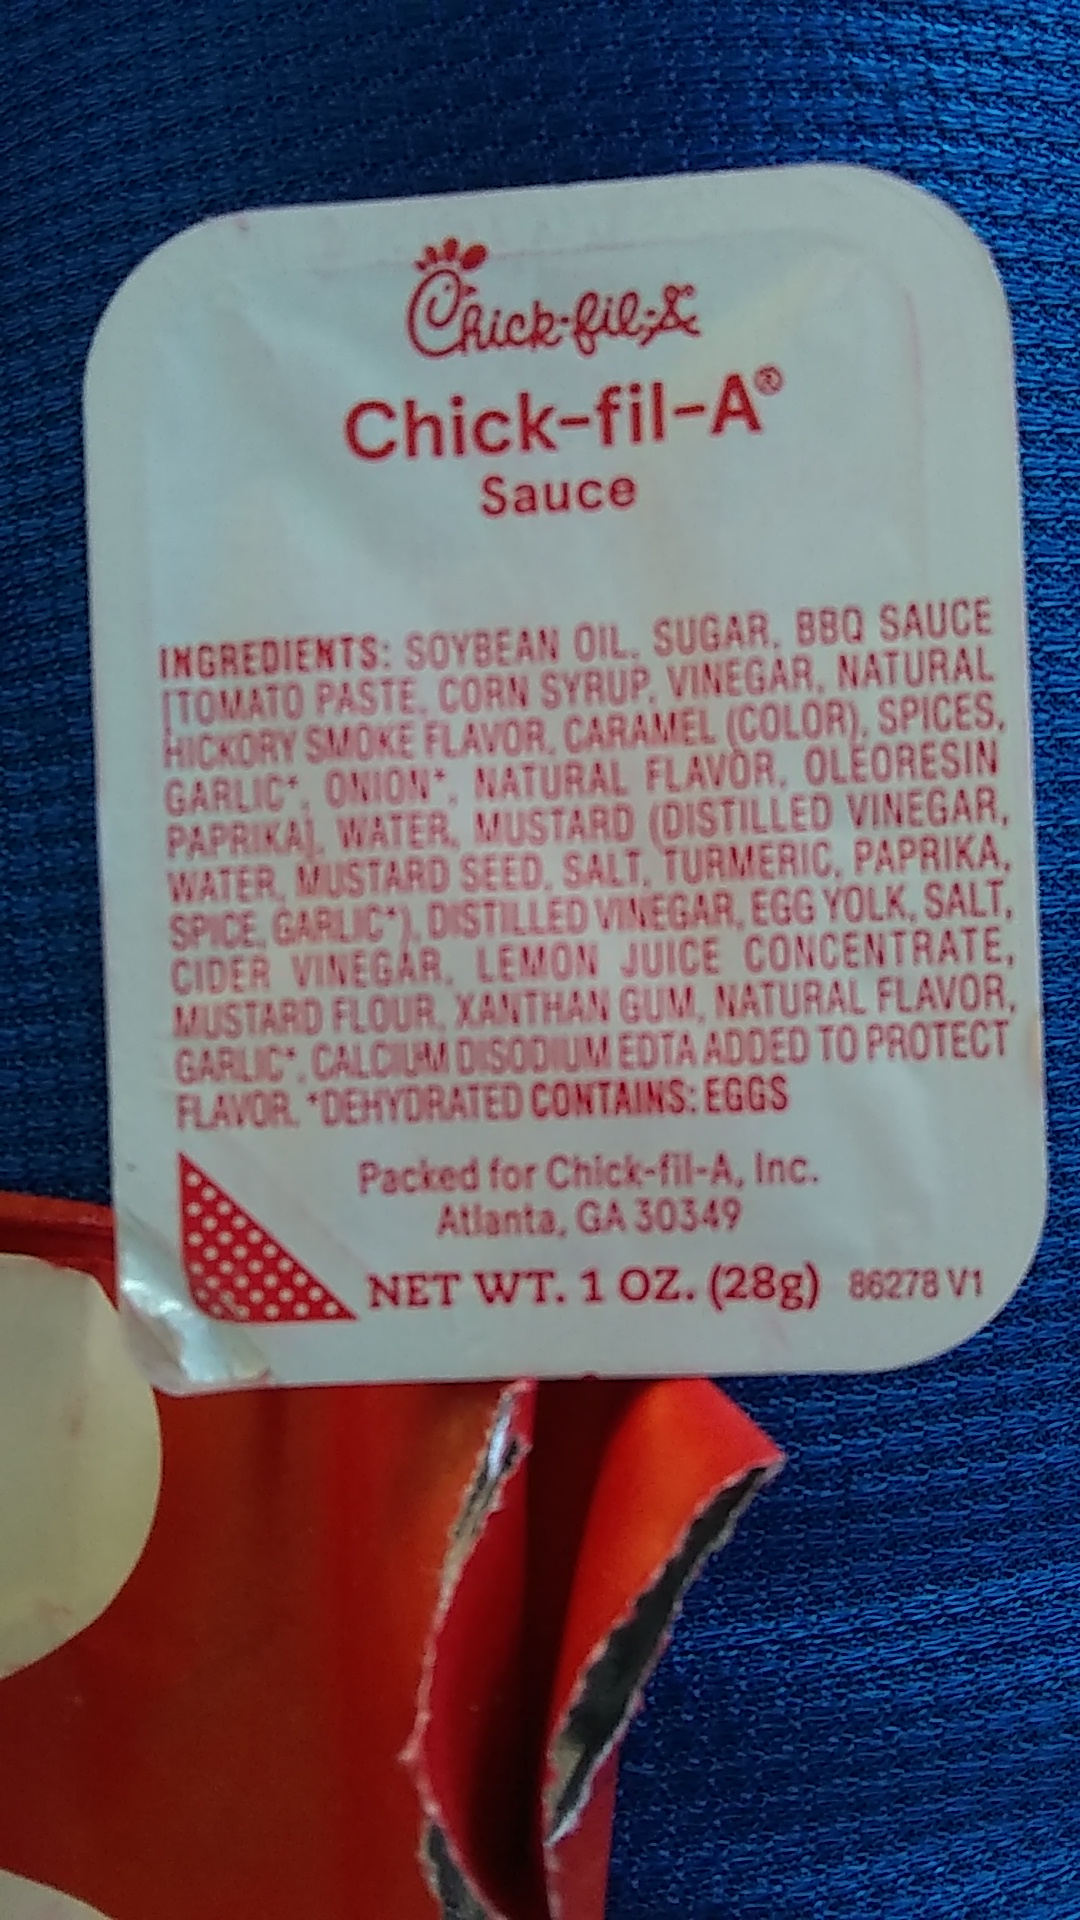 Chick-fil-A
Chick-fil-A®
Sauce
INGREDIENTS: SOYBEAN OIL, SUGAR, BBQ SAUCE
[TOMATO PASTE, CORN SYRUP, VINEGAR, NATURAL
HICKORY SMOKE FLAVOR, CARAMEL (COLOR), SPICES,
GARLIC*, ONION*, NATURAL FLAVOR, OLEORESIN
PAPRIKA], WATER, MUSTARD (DISTILLED VINEGAR,
WATER, MUSTARD SEED, SALT, TURMERIC, PAPRIKA,
SPICE, GARLIC*), DISTILLED VINEGAR, EGG YOLK, SALT,
CIDER VINEGAR, LEMON JUICE CONCENTRATE,
MUSTARD FLOUR, XANTHAN GUM, NATURAL FLAVOR,
GARLIC*, CALCIUM DISODIUM EDTA ADDED TO PROTECT
FLAVOR. *DEHYDRATED CONTAINS: EGGS
Packed for Chick-fil-A, Inc.
Atlanta, GA 30349
NET WT. 1 OZ. (28g) 86278 V1